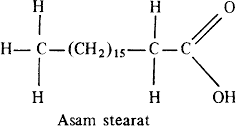 H H O
H—C—(CH₂)₁₅—C—C
H H OH
Asam stearat